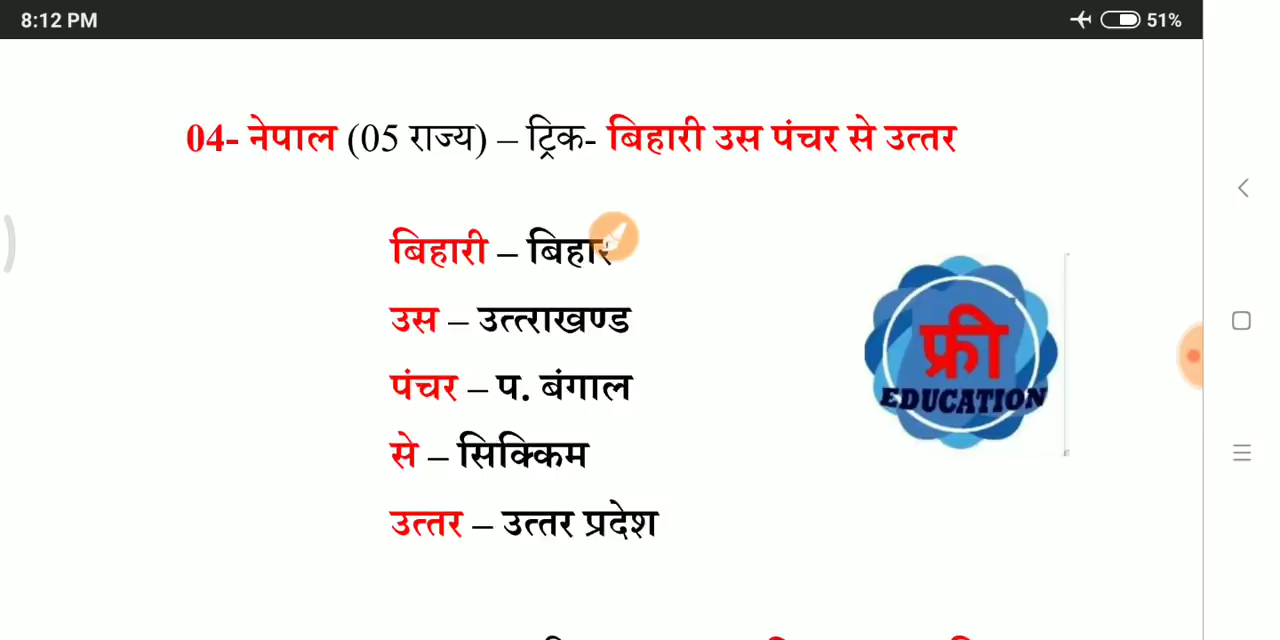 8:12 PM 51%
04- नेपाल (05 राज्य) – ट्रिक- बिहारी उस पंचर से उत्तर
बिहारी – बिहार
उस – उत्तराखण्ड
पंचर – प. बंगाल
से – सिक्किम
उत्तर – उत्तर प्रदेश
फ्री
EDUCATION